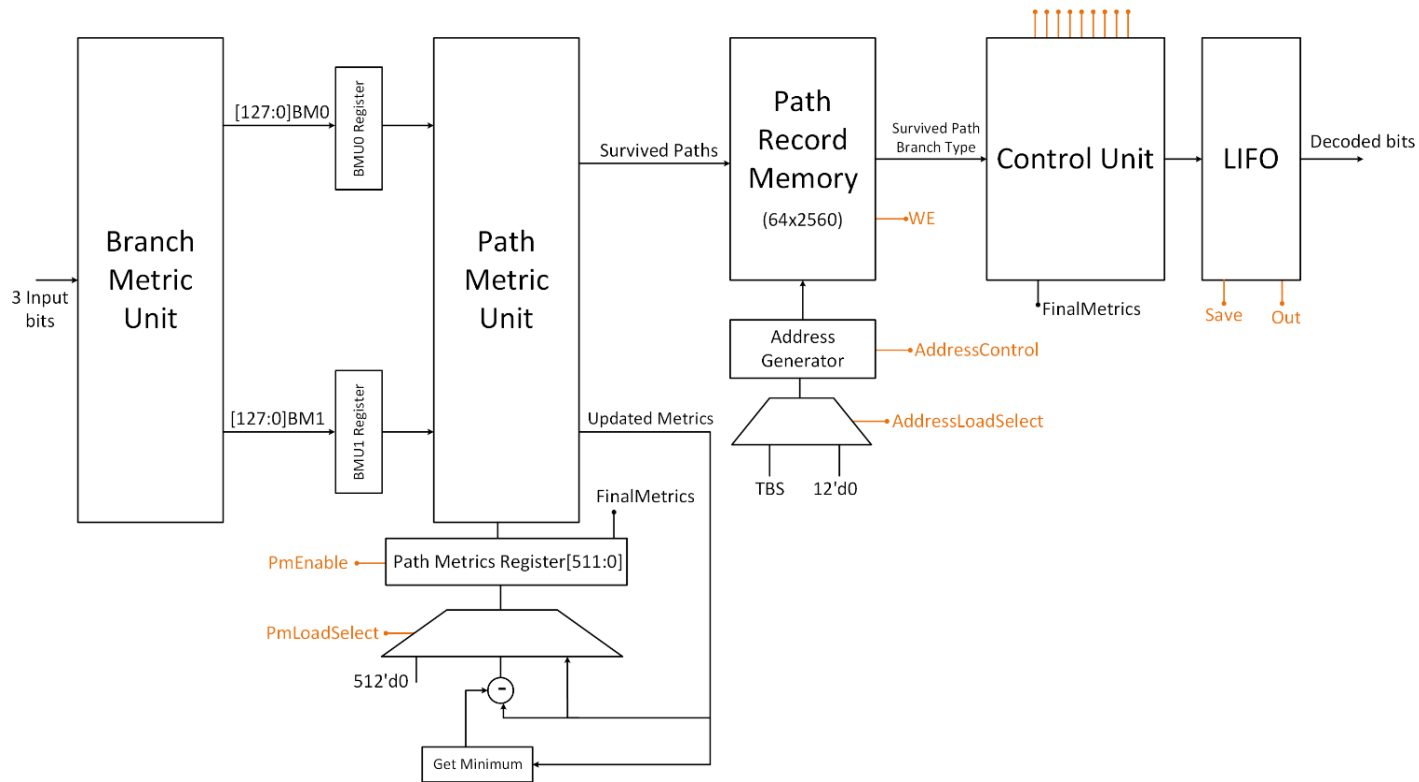 3 Input
bits
Branch
Metric
Unit
[127:0]BM0
[127:0]BM1
BMU0 Register
BMU1 Register
Path
Metric
Unit
Survived Paths
Updated Metrics
FinalMetrics
PmEnable
Path Metrics Register[511:0]
PmLoadSelect
512'd0
-
Get Minimum
Path
Record
Memory
(64x2560)
WE
Address
Generator
AddressControl
AddressLoadSelect
TBS
12'd0
Survived Path
Branch Type
Control Unit
FinalMetrics
LIFO
Save
Out
Decoded bits